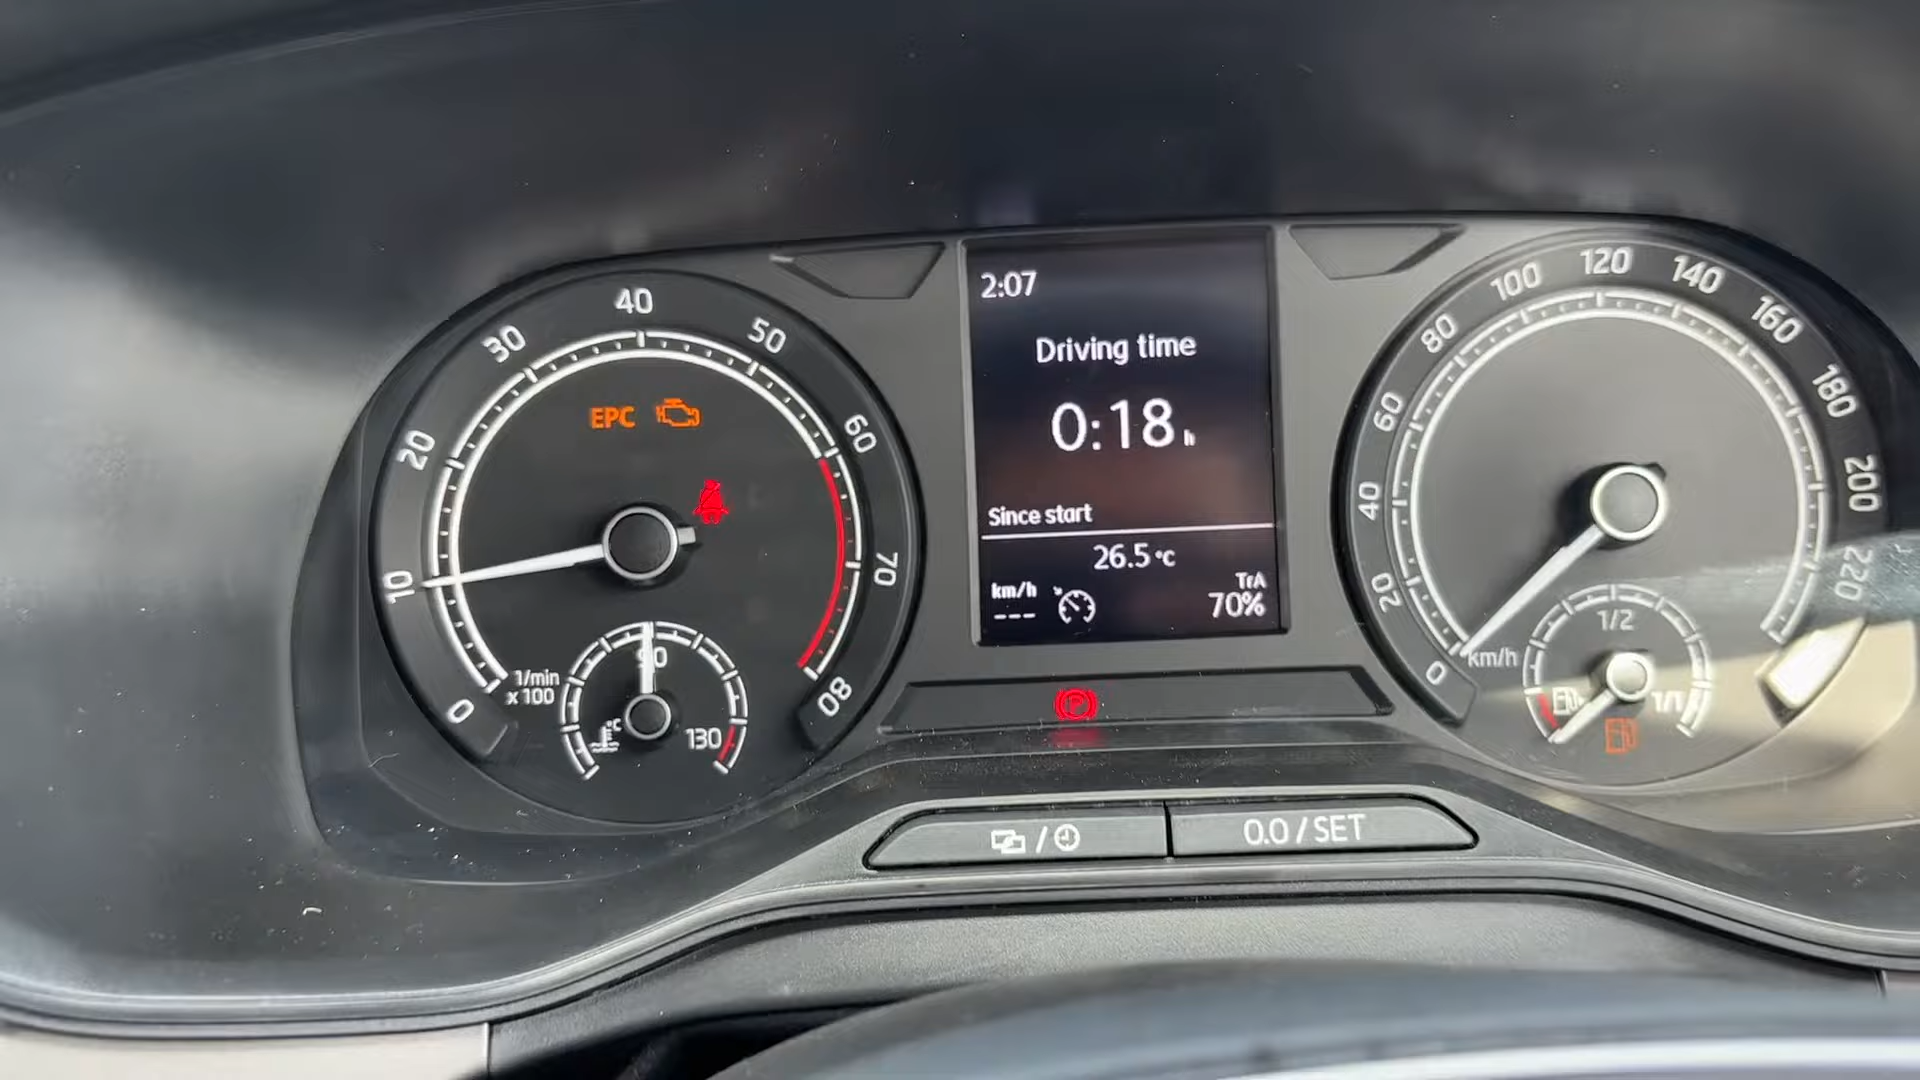 0
10
20
30
40
50
60
70
80
1/min
x100
EPC
90
°C
130
2:07
Driving time
0:18 h
Since start
26.5 °C
km/h
---
TrA
70%
0
20
40
60
80
100
120
140
160
180
200
220
km/h
1/2
1/1
P
/
0.0/SET